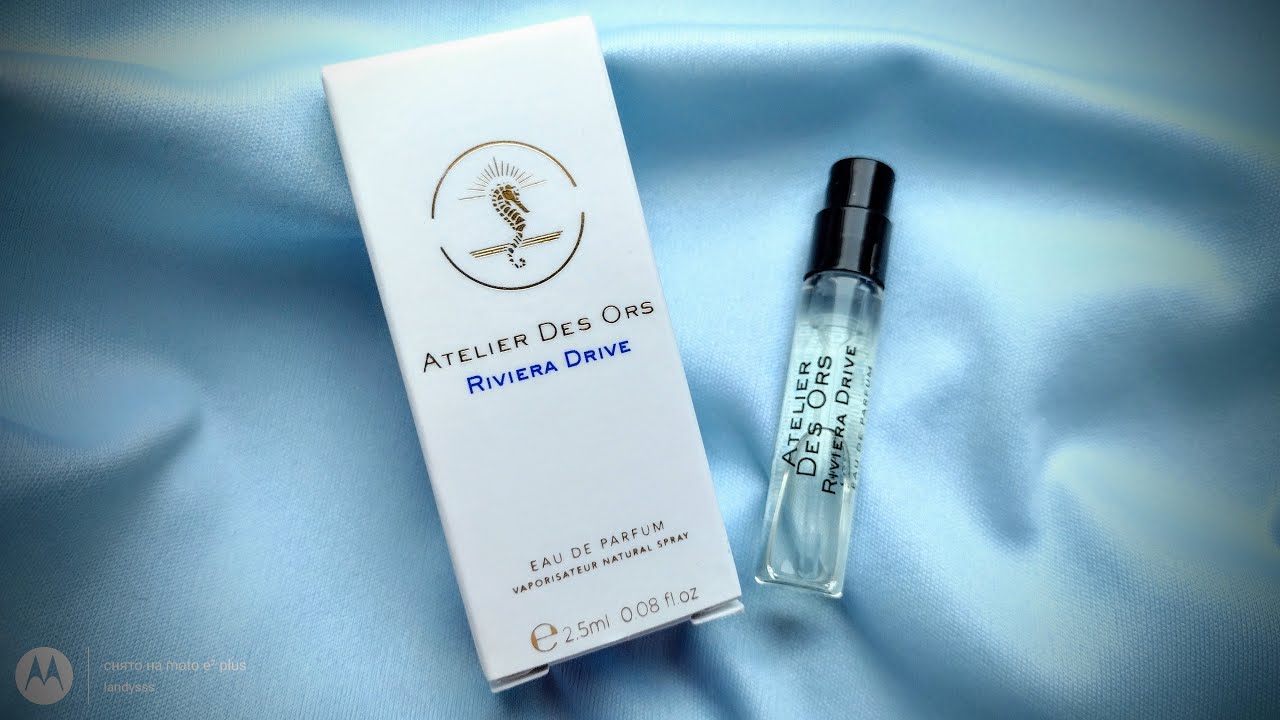 ATELIER DES ORS
RIVIERA DRIVE
EAU DE PARFUM
VAPORISATEUR NATURAL SPRAY
e 2.5ml 0.08 fl.oz
ATELIER
DES ORS
RIVIERA DRIVE
EAU DE PARFUM
снято на moto e⁵ plus
landysss